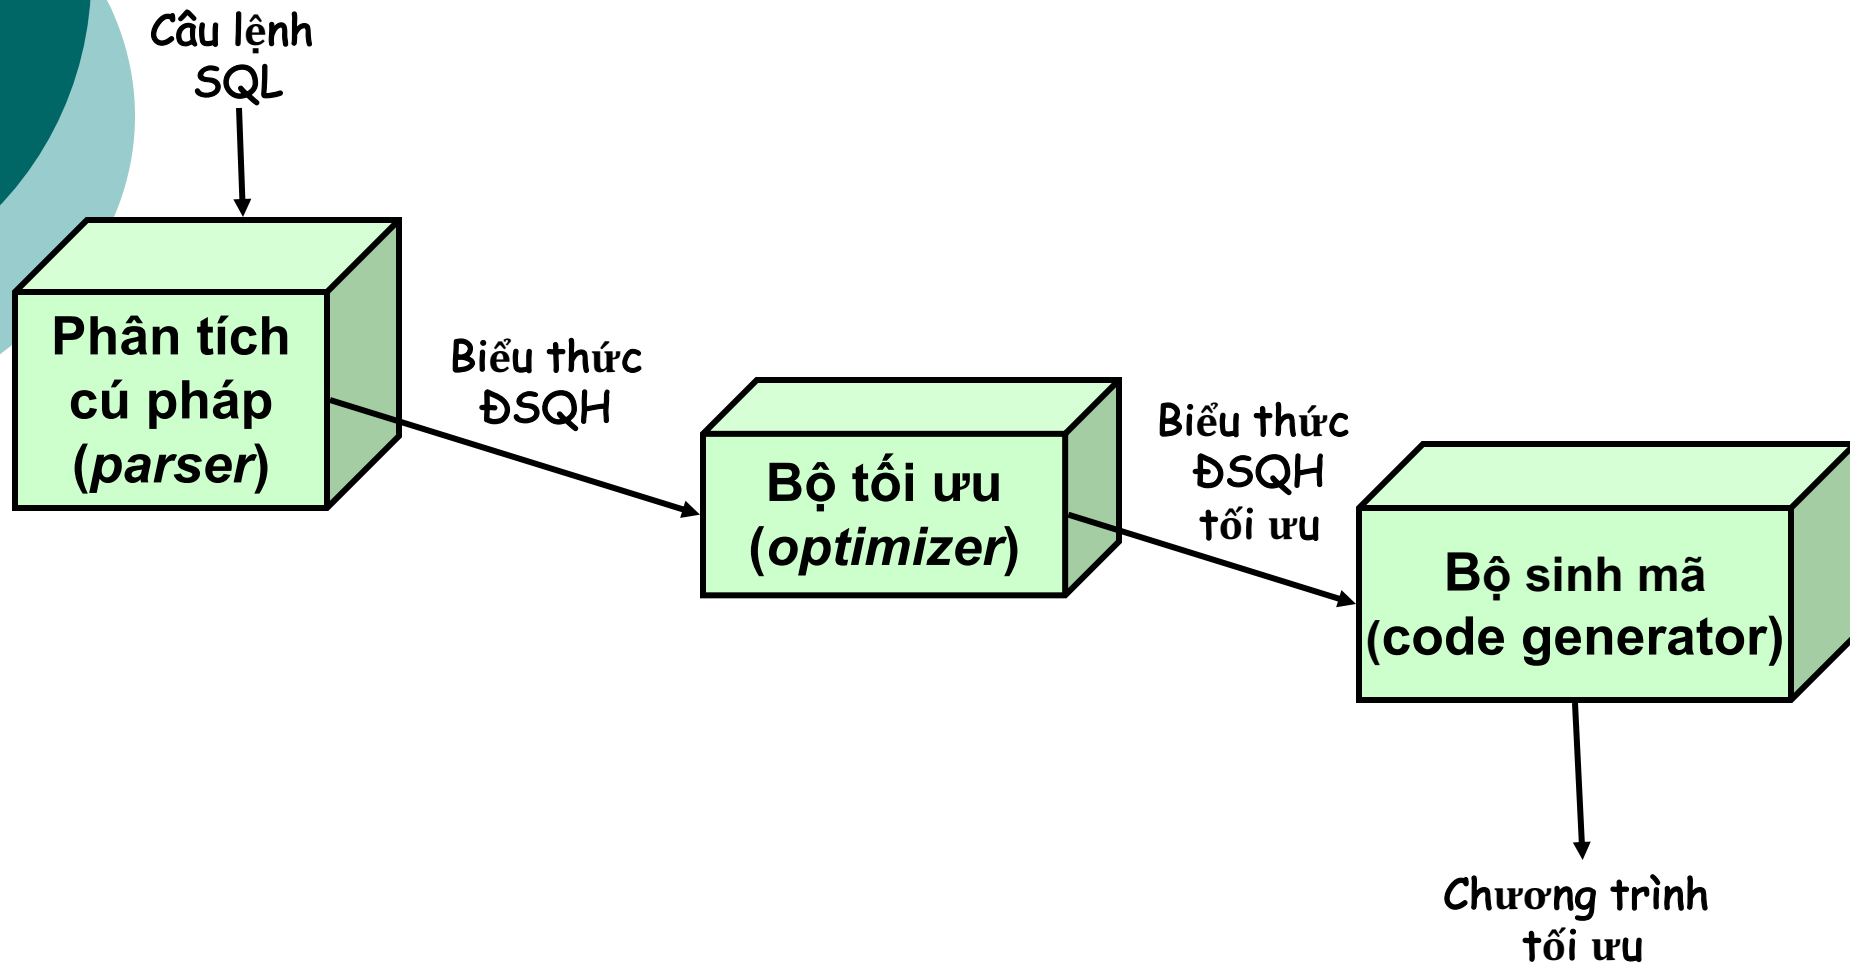 Câu lệnh
SQL
Phân tích
cú pháp
(parser)
Biểu thức
ĐSQH
Bộ tối ưu
(optimizer)
Biểu thức
ĐSQH
tối ưu
Bộ sinh mã
(code generator)
Chương trình
tối ưu